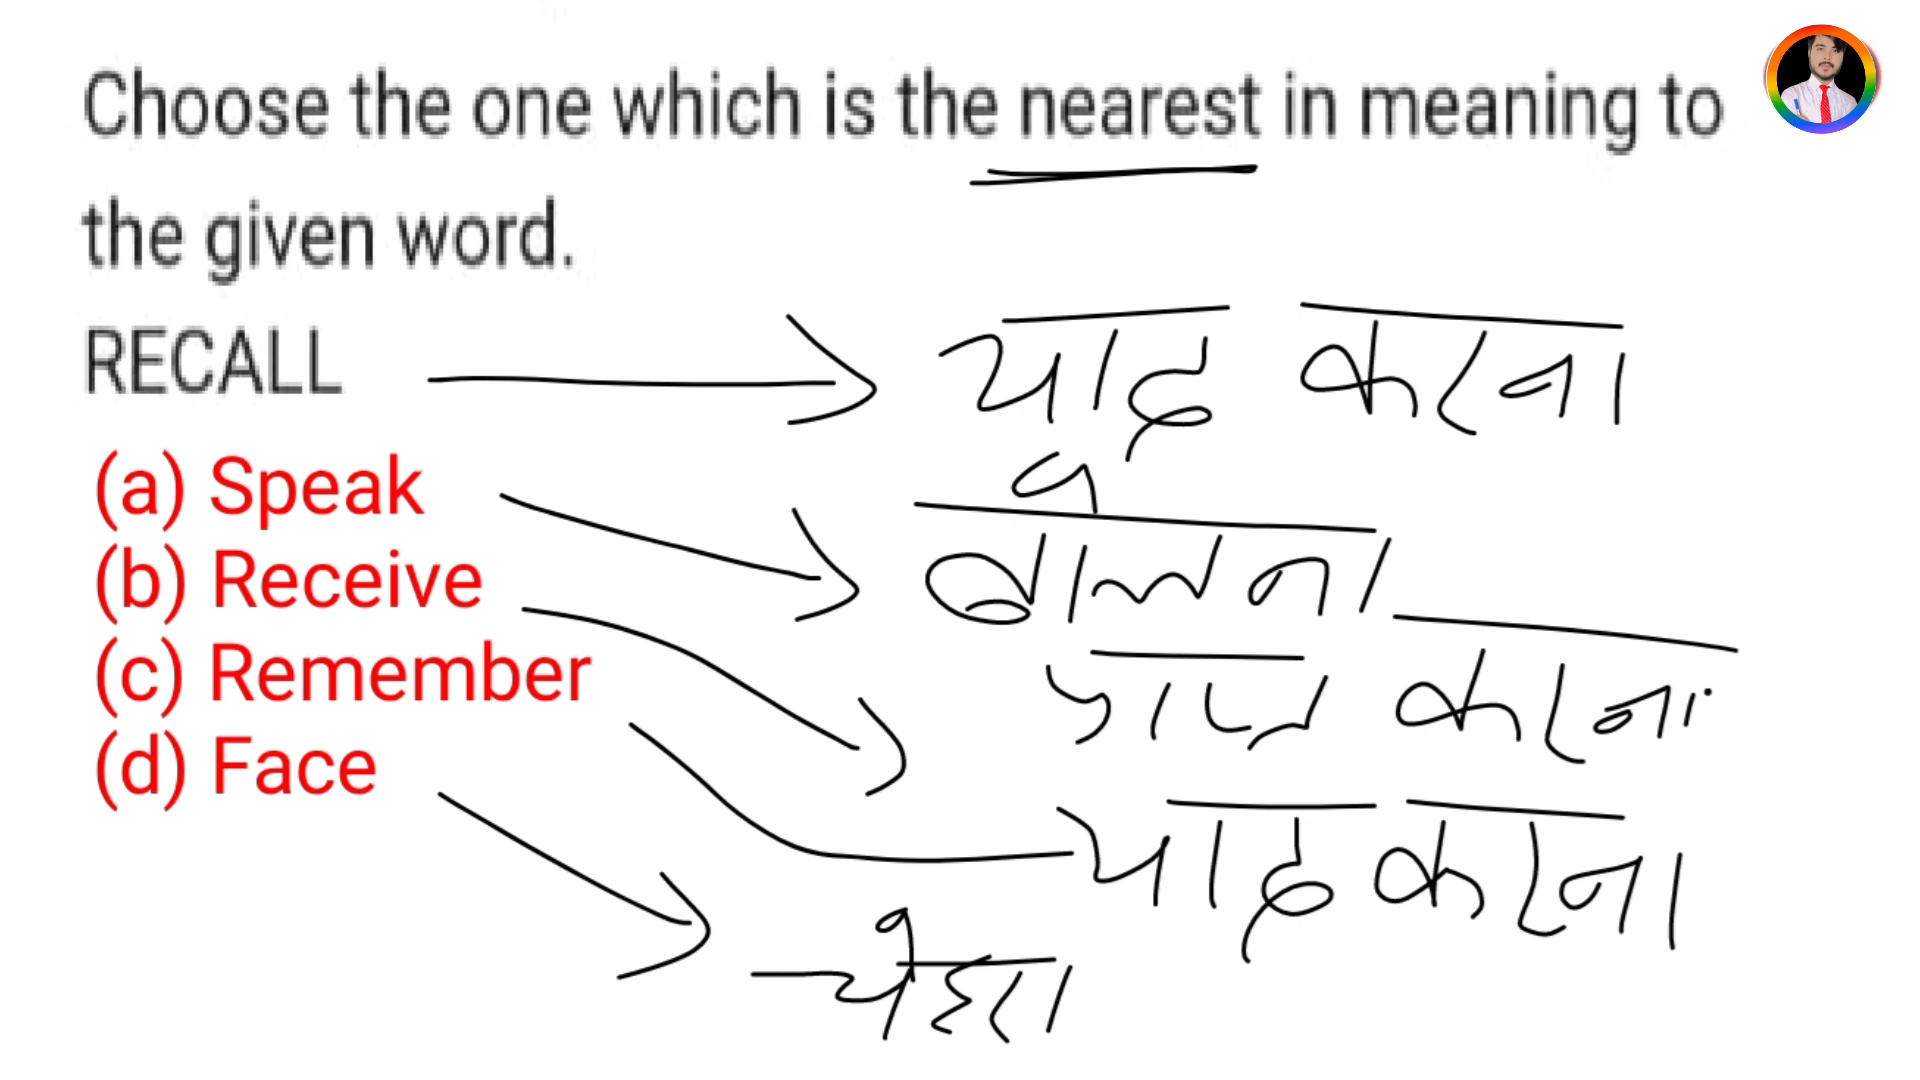 Choose the one which is the nearest in meaning to
the given word.
RECALL याद करना
(a) Speak बोलना
(b) Receive प्राप्त करना
(c) Remember याद करना
(d) Face चेहरा